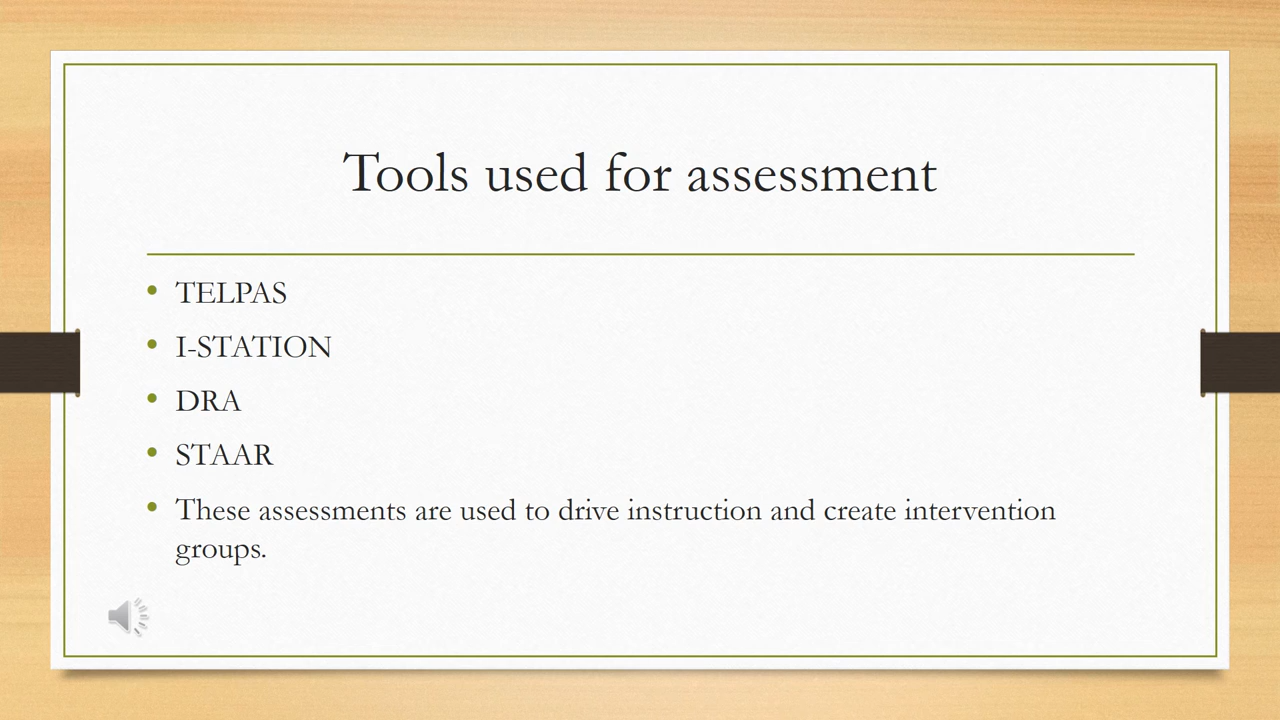 Tools used for assessment
• TELPAS
• I-STATION
• DRA
• STAAR
• These assessments are used to drive instruction and create intervention
groups.